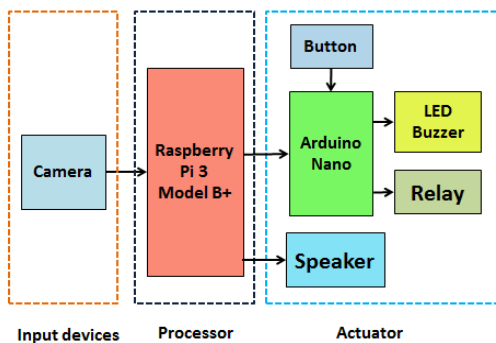 Button
Camera
Raspberry
Pi 3
Model B+
Arduino
Nano
LED
Buzzer
Relay
Speaker
Input devices
Processor
Actuator